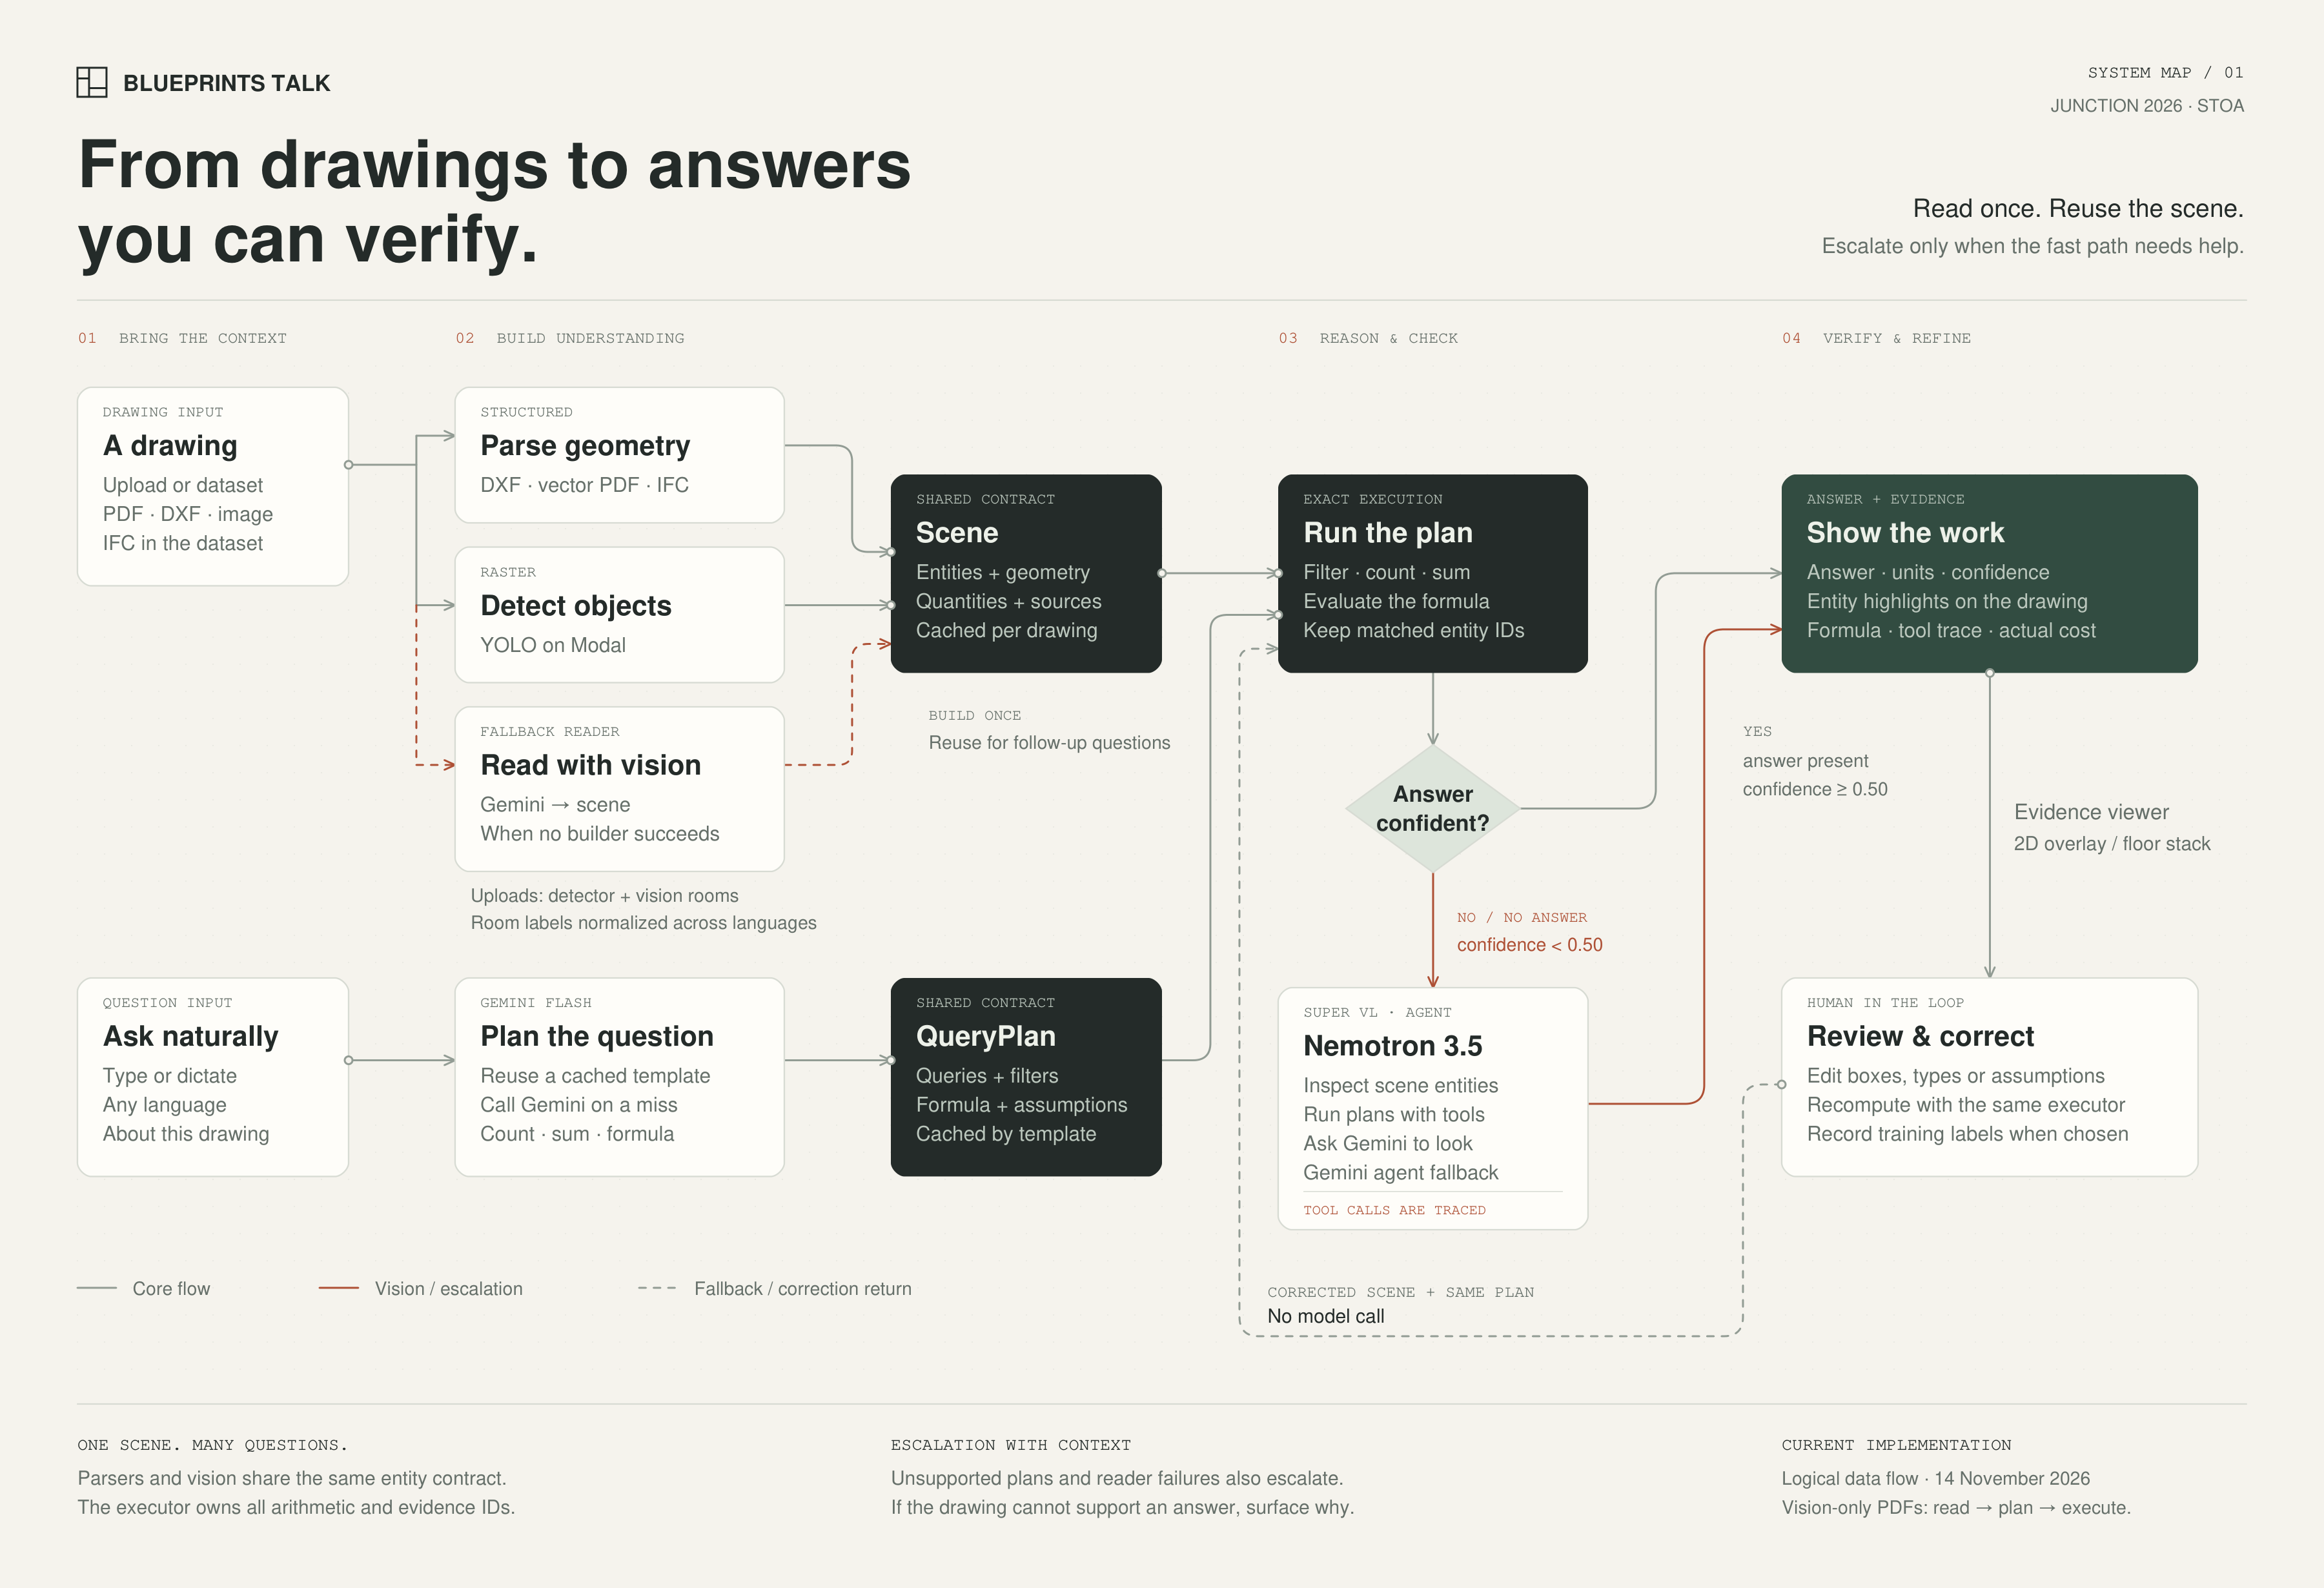 BLUEPRINTS TALK
SYSTEM MAP / 01
JUNCTION 2026 · STOA
From drawings to answers
you can verify.
Read once. Reuse the scene.
Escalate only when the fast path needs help.
01 BRING THE CONTEXT
02 BUILD UNDERSTANDING
03 REASON & CHECK
04 VERIFY & REFINE
DRAWING INPUT
A drawing
Upload or dataset
PDF · DXF · image
IFC in the dataset
STRUCTURED
Parse geometry
DXF · vector PDF · IFC
RASTER
Detect objects
YOLO on Modal
FALLBACK READER
Read with vision
Gemini → scene
When no builder succeeds
Uploads: detector + vision rooms
Room labels normalized across languages
SHARED CONTRACT
Scene
Entities + geometry
Quantities + sources
Cached per drawing
BUILD ONCE
Reuse for follow-up questions
EXACT EXECUTION
Run the plan
Filter · count · sum
Evaluate the formula
Keep matched entity IDs
Answer
confident?
ANSWER + EVIDENCE
Show the work
Answer · units · confidence
Entity highlights on the drawing
Formula · tool trace · actual cost
YES
answer present
confidence ≥ 0.50
Evidence viewer
2D overlay / floor stack
NO / NO ANSWER
confidence < 0.50
QUESTION INPUT
Ask naturally
Type or dictate
Any language
About this drawing
GEMINI FLASH
Plan the question
Reuse a cached template
Call Gemini on a miss
Count · sum · formula
SHARED CONTRACT
QueryPlan
Queries + filters
Formula + assumptions
Cached by template
SUPER VL · AGENT
Nemotron 3.5
Inspect scene entities
Run plans with tools
Ask Gemini to look
Gemini agent fallback
TOOL CALLS ARE TRACED
HUMAN IN THE LOOP
Review & correct
Edit boxes, types or assumptions
Recompute with the same executor
Record training labels when chosen
Core flow
Vision / escalation
Fallback / correction return
CORRECTED SCENE + SAME PLAN
No model call
ONE SCENE. MANY QUESTIONS.
Parsers and vision share the same entity contract.
The executor owns all arithmetic and evidence IDs.
ESCALATION WITH CONTEXT
Unsupported plans and reader failures also escalate.
If the drawing cannot support an answer, surface why.
CURRENT IMPLEMENTATION
Logical data flow · 14 November 2026
Vision-only PDFs: read → plan → execute.